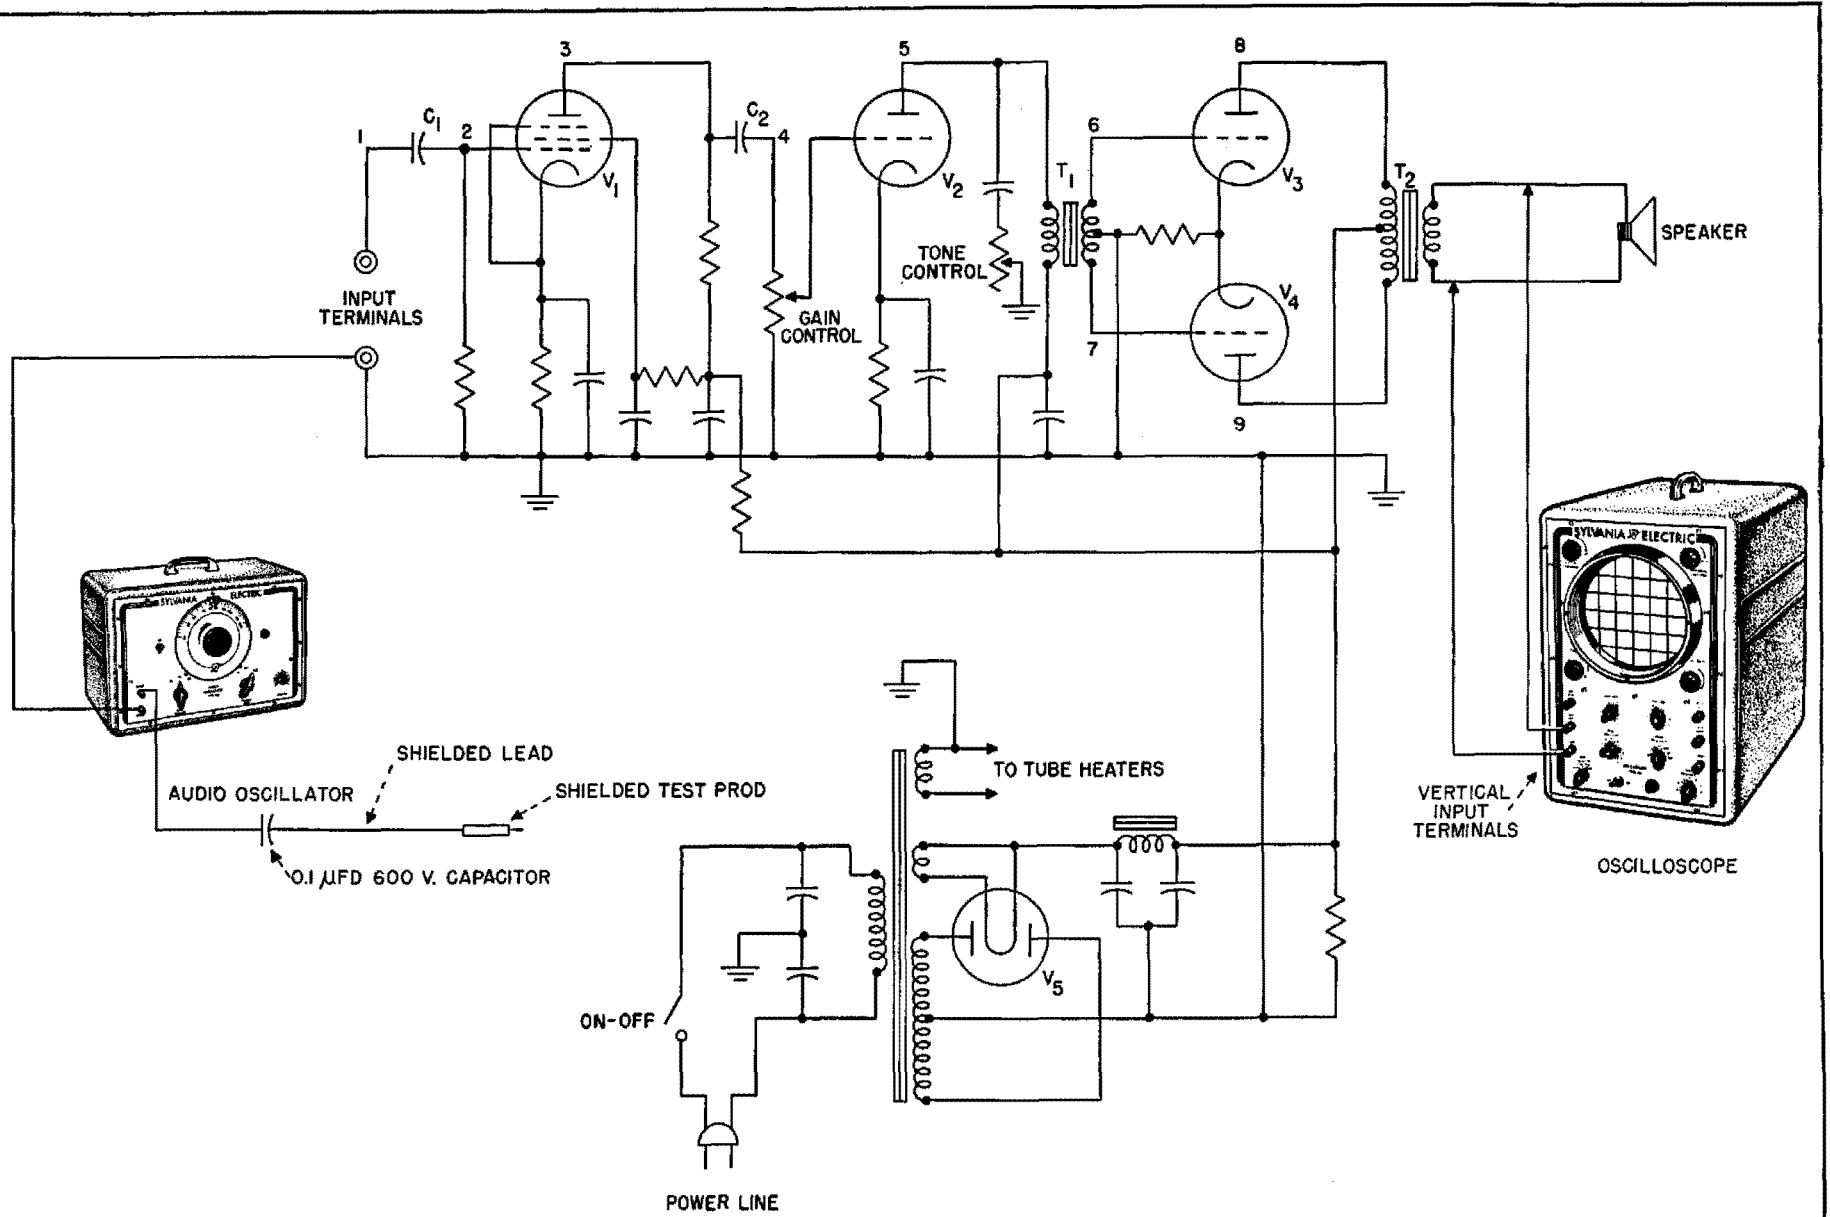 3
5
8
C₁
C₂
1
2
4
6
V₁
V₂
T₁
V₃
T₂
TONE
CONTROL
SPEAKER
INPUT
TERMINALS
GAIN
CONTROL
V₄
7
9
SYLVANIA ELECTRIC
SYLVANIA ELECTRIC
SHIELDED LEAD
TO TUBE HEATERS
AUDIO OSCILLATOR
SHIELDED TEST PROD
VERTICAL
INPUT
TERMINALS
0.1 µFD 600 V. CAPACITOR
OSCILLOSCOPE
V₅
ON-OFF
POWER LINE